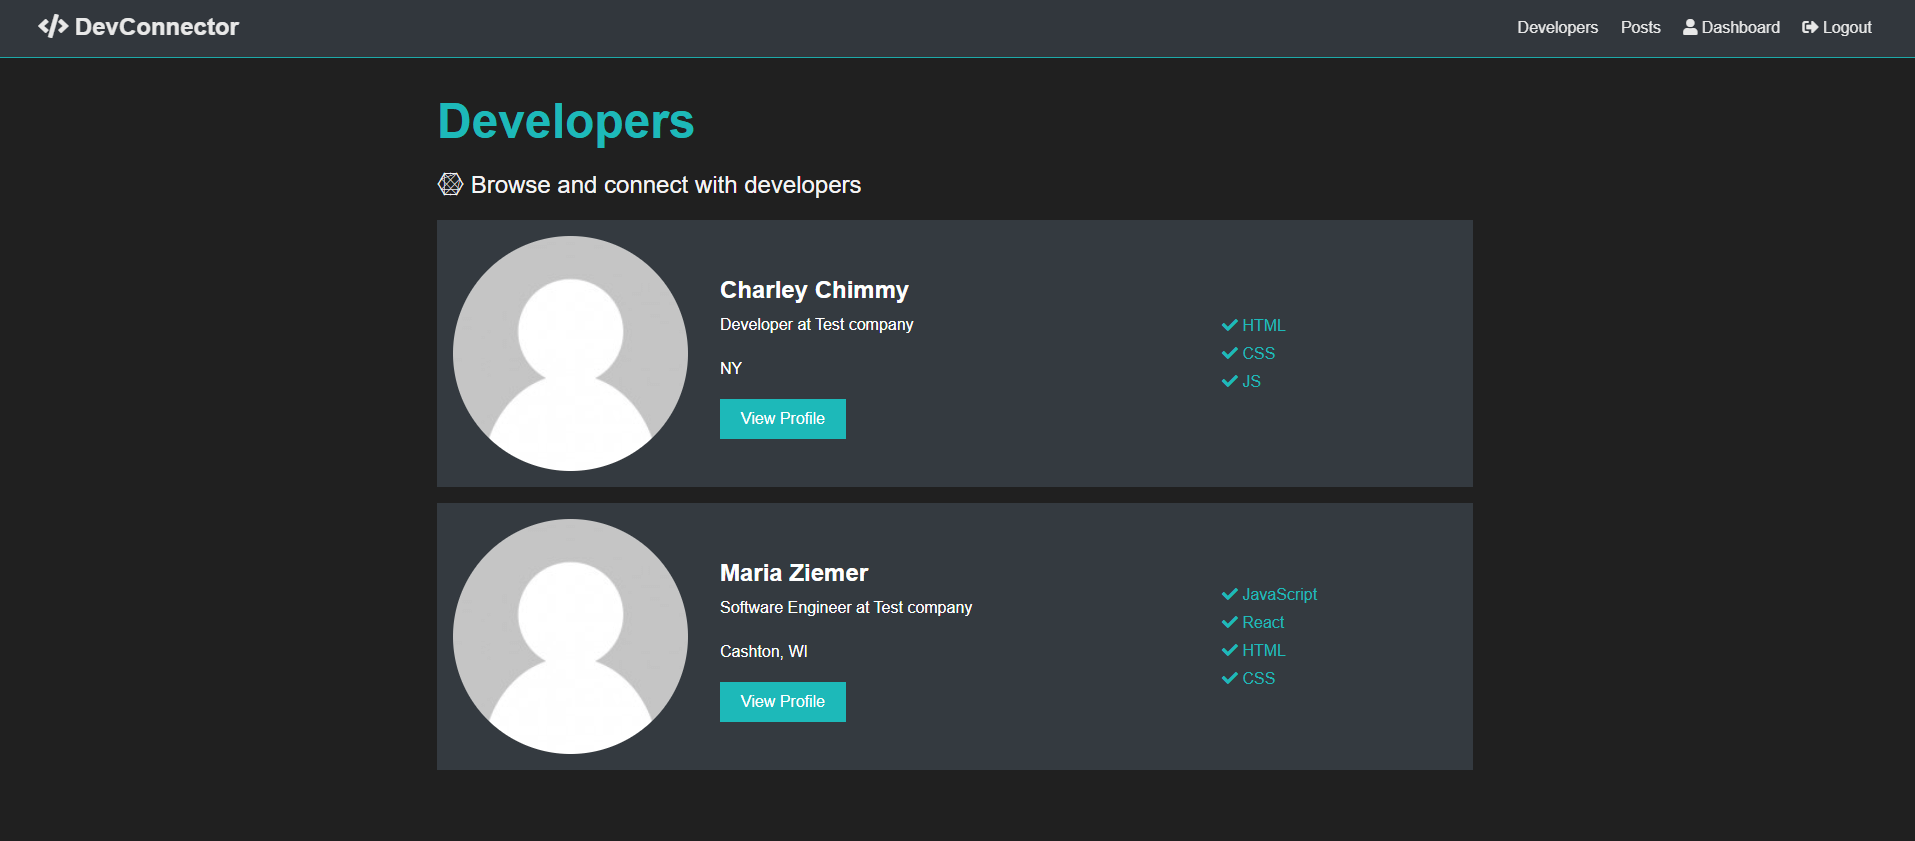 DevConnector
Developers Posts Dashboard Logout
Developers
Browse and connect with developers
Charley Chimmy
Developer at Test company
NY
View Profile
HTML
CSS
JS
Maria Ziemer
Software Engineer at Test company
Cashton, WI
View Profile
JavaScript
React
HTML
CSS